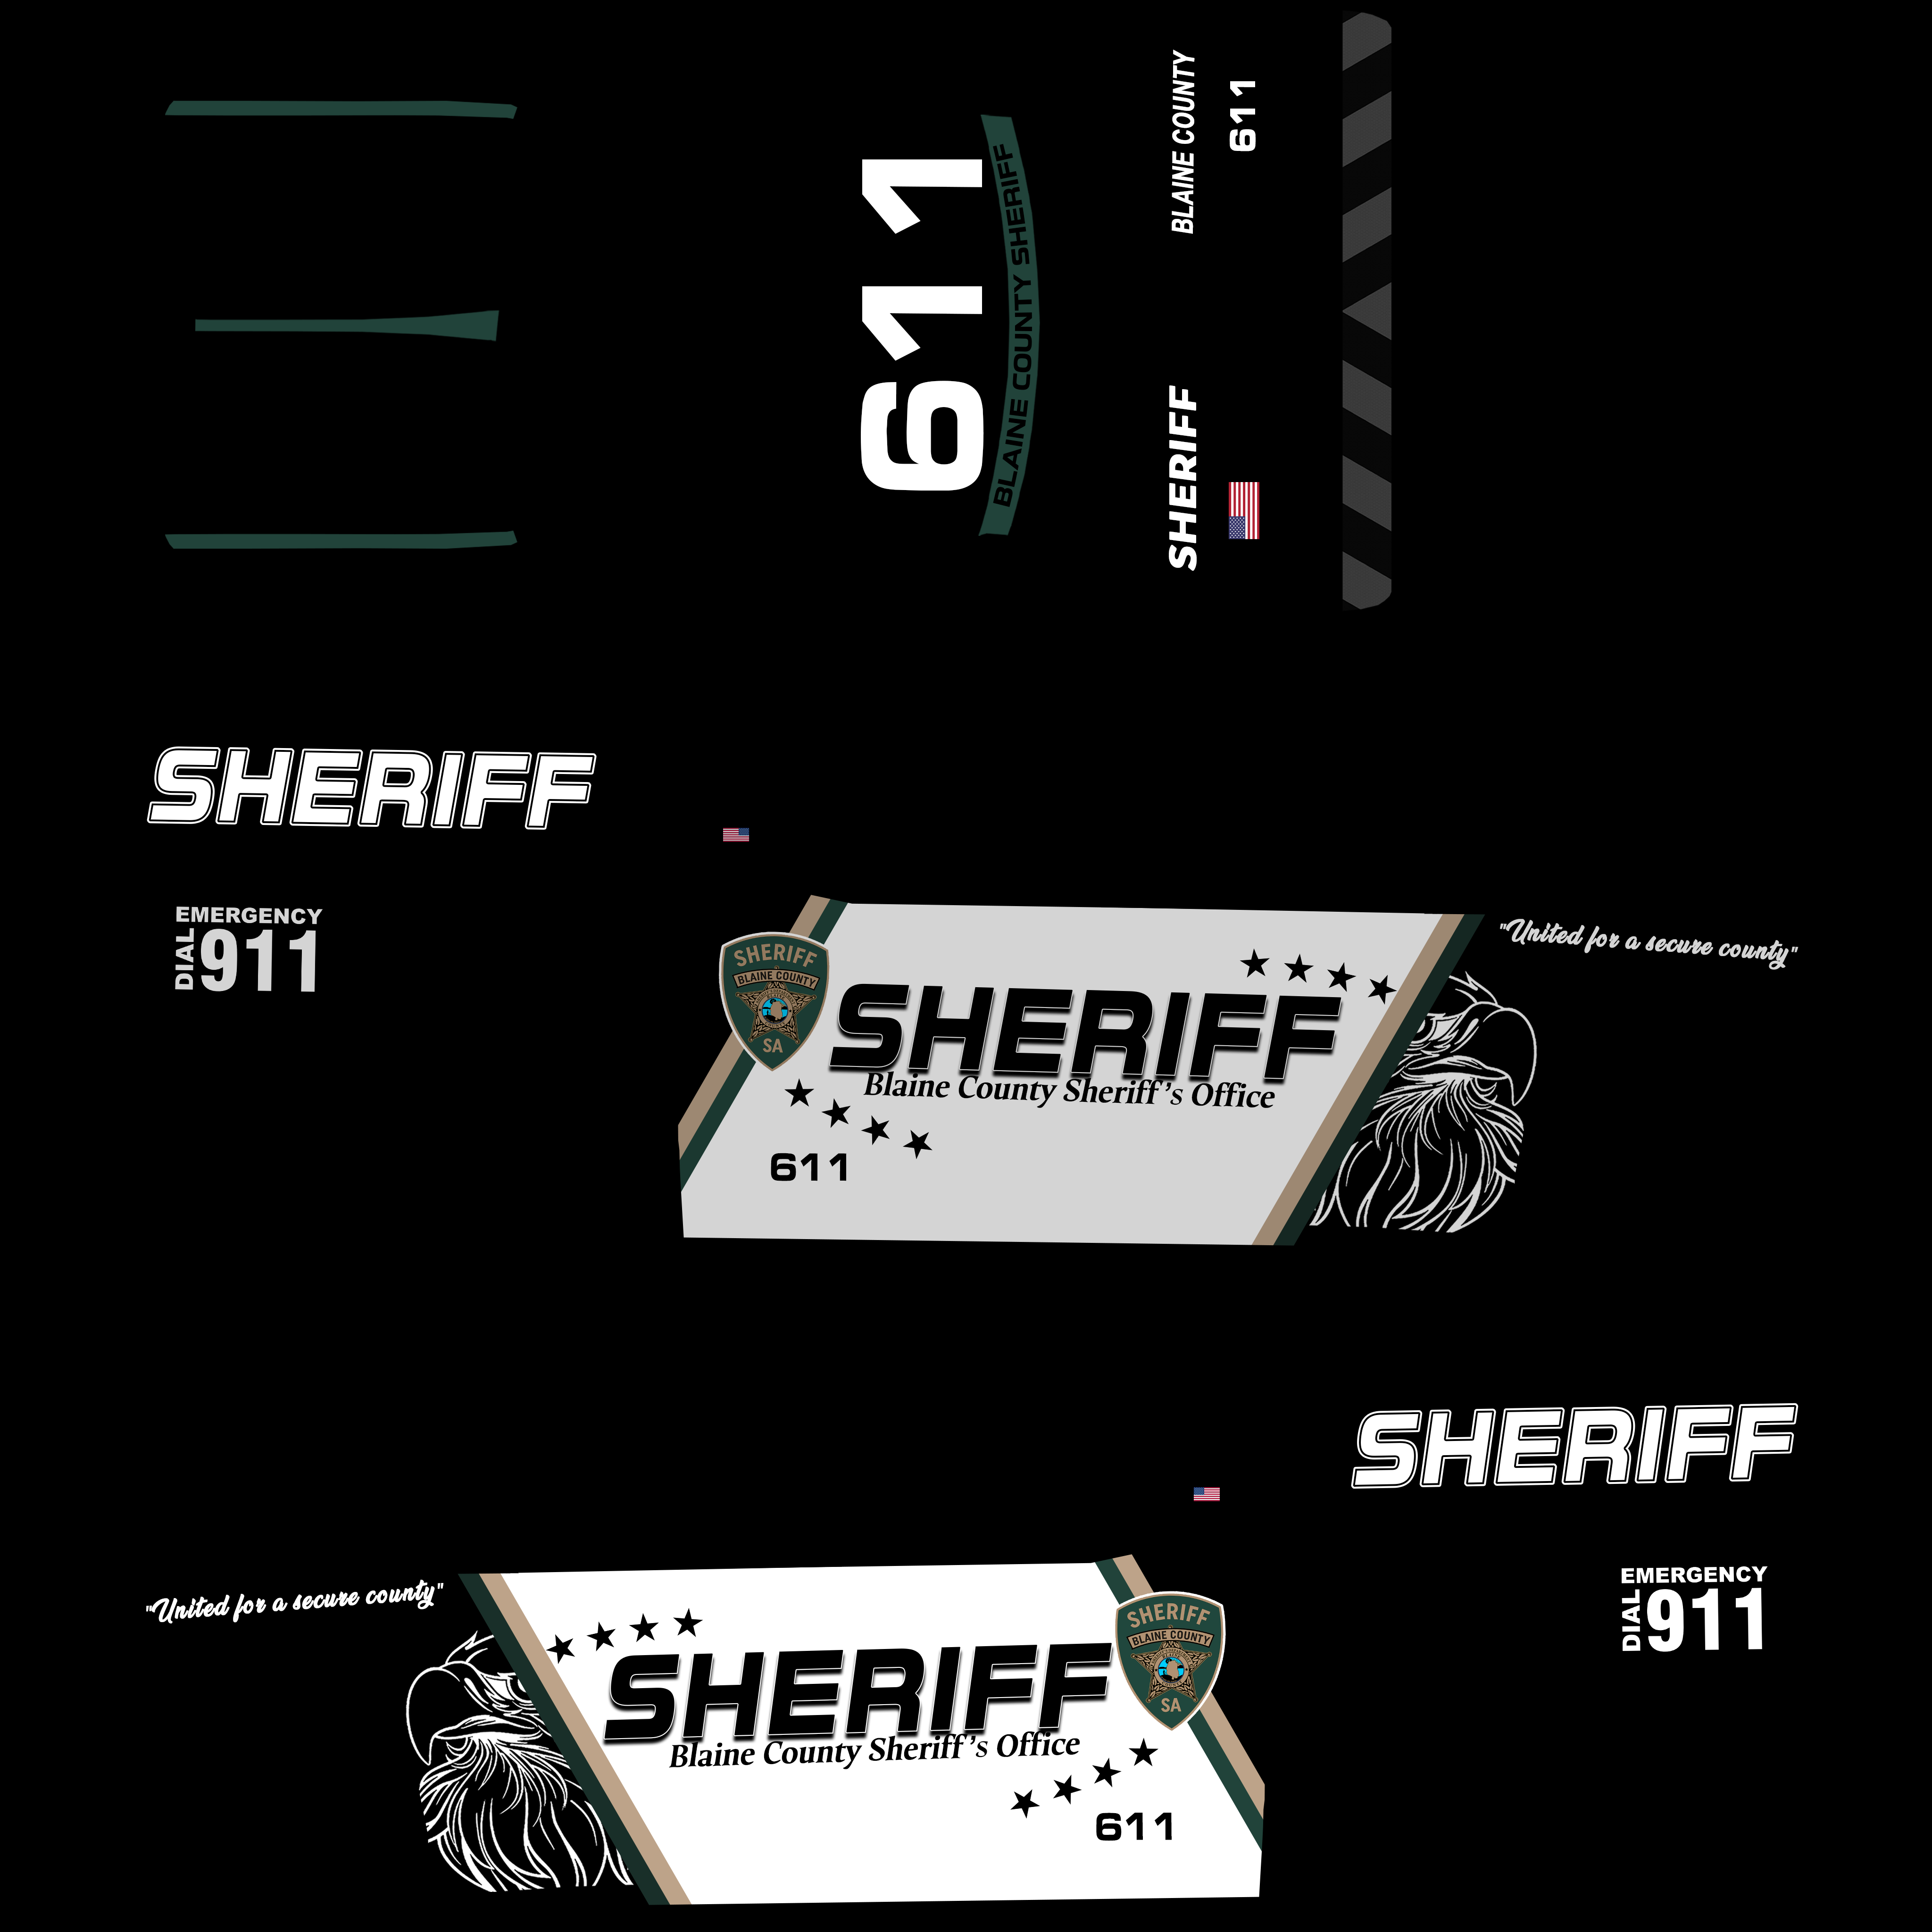 611
BLAINE COUNTY SHERIFF
BLAINE COUNTY
611
SHERIFF
SHERIFF
EMERGENCY
DIAL
911
SHERIFF
BLAINE COUNTY
SA
SHERIFF
Blaine County Sheriff's Office
611
"United for a secure county"
SHERIFF
"United for a secure county"
SHERIFF
Blaine County Sheriff's Office
611
SHERIFF
BLAINE COUNTY
SA
EMERGENCY
DIAL
911